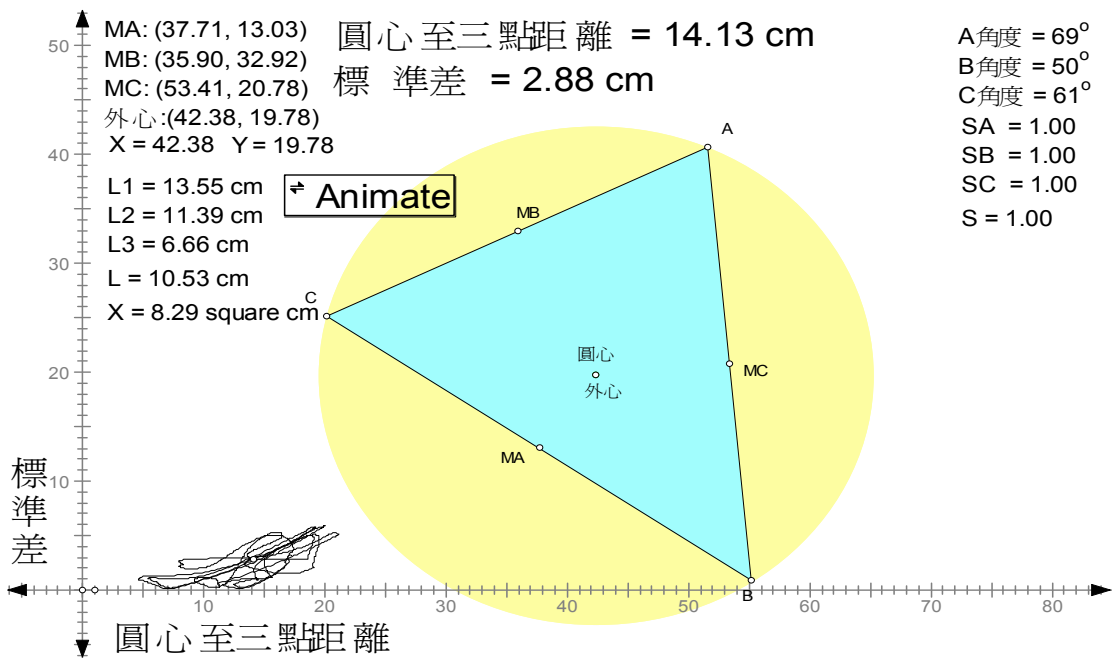 MA: (37.71, 13.03)
MB: (35.90, 32.92)
MC: (53.41, 20.78)
外心:(42.38, 19.78)
X = 42.38 Y = 19.78
L1 = 13.55 cm
L2 = 11.39 cm
L3 = 6.66 cm
L = 10.53 cm
X = 8.29 square cm
圓心至三點距離 = 14.13 cm
標準差 = 2.88 cm
Animate
A角度 = 69°
B角度 = 50°
C角度 = 61°
SA = 1.00
SB = 1.00
SC = 1.00
S = 1.00
A
MB
C
圓心
外心
MC
MA
B
50
40
30
20
10
標準差
10 20 30 40 50 60 70 80
圓心至三點距離